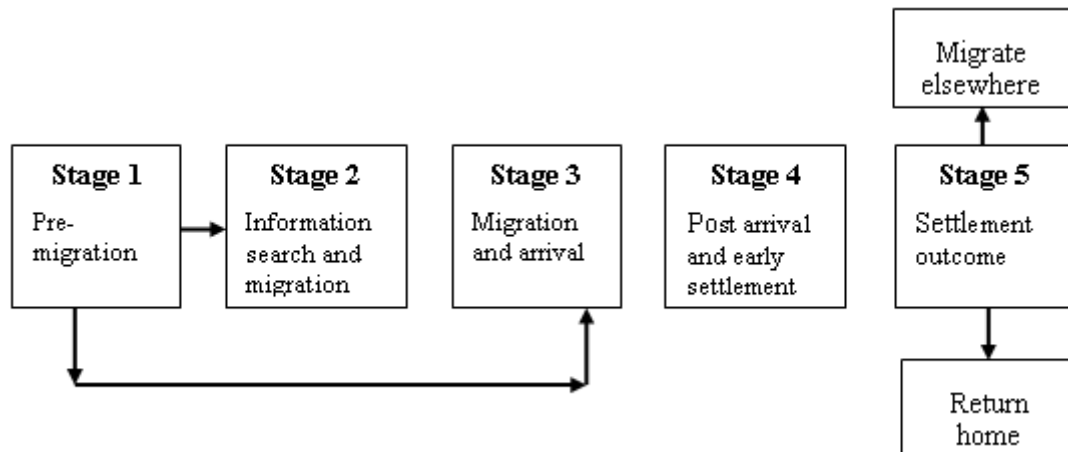 Migrate
elsewhere
Stage 1
Pre-
migration
Stage 2
Information
search and
migration
Stage 3
Migration
and arrival
Stage 4
Post arrival
and early
settlement
Stage 5
Settlement
outcome
Return
home